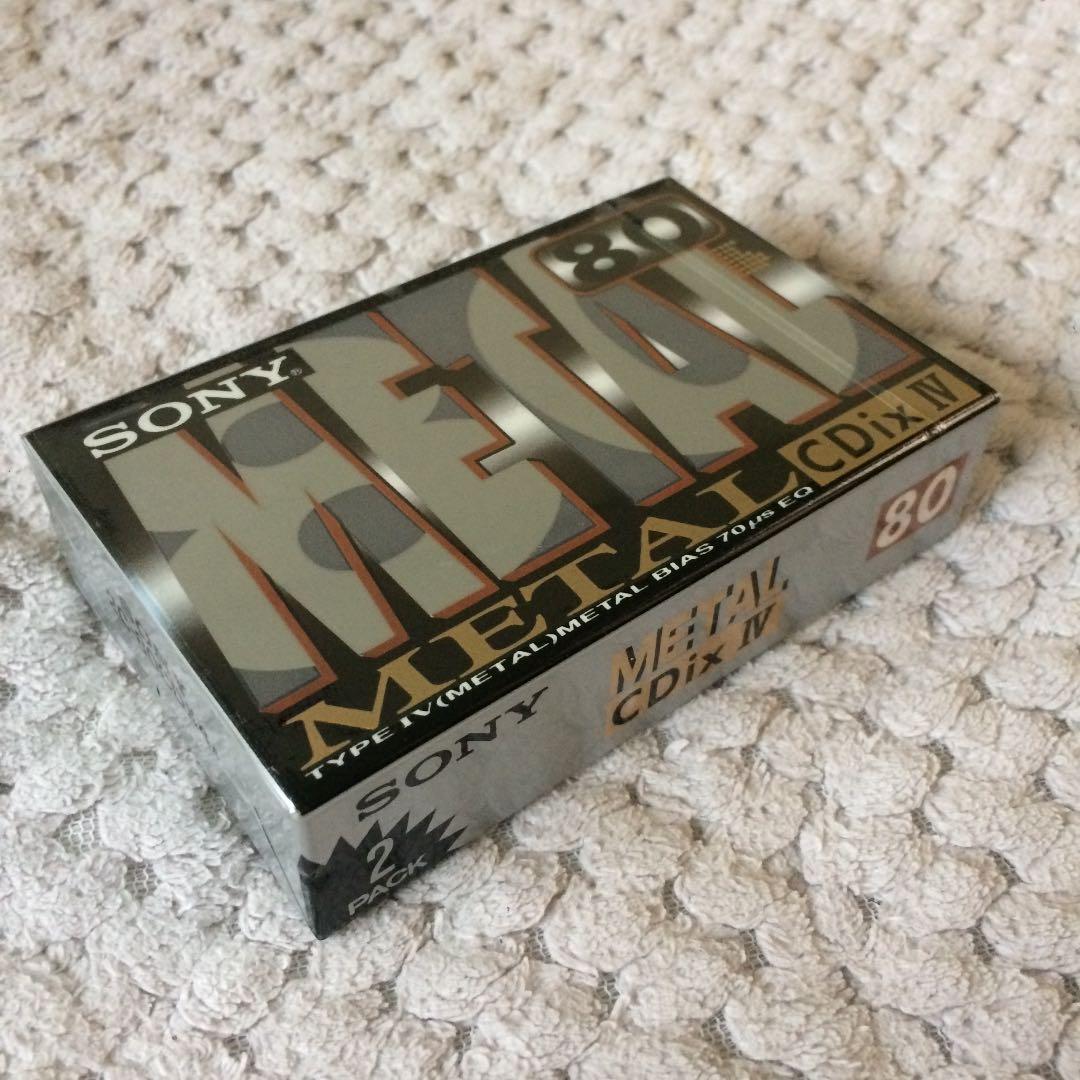 80
SONY®
METAL
METAL CDix IV
TYPE IV(METAL)METAL BIAS 70µs EQ
SONY
METAL
CDix IV
80
2
PACK